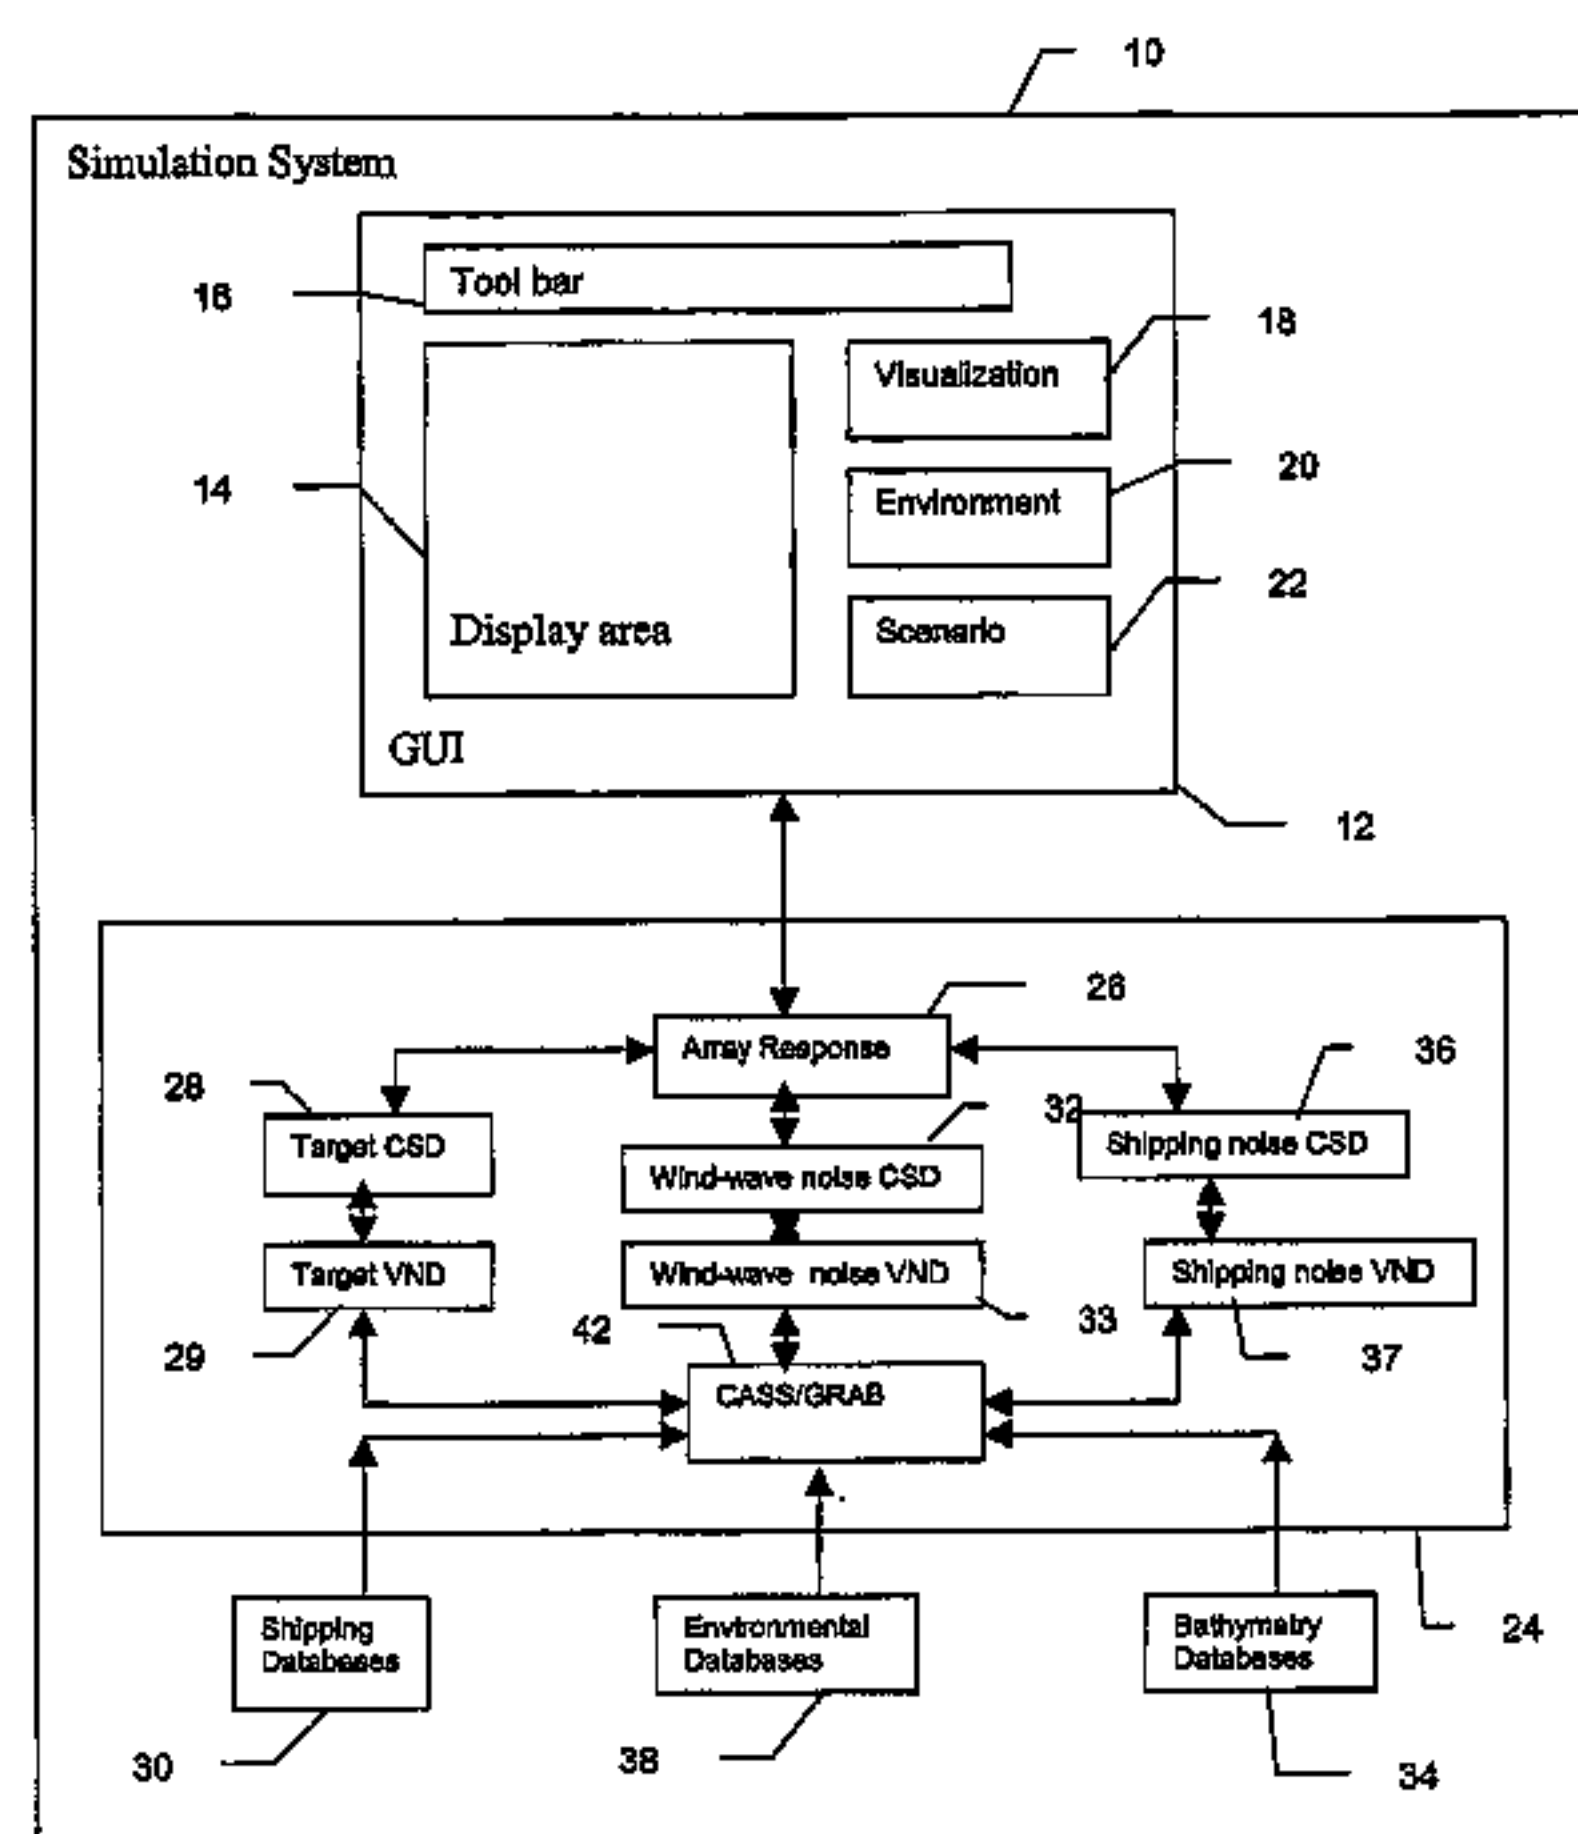 10
Simulation System
Tool bar
16
18
Visualization
20
Environment
14
22
Scenario
Display area
GUI
12
26
Array Response
36
28
32
Target CSD
Wind-wave noise CSD
Shipping noise CSD
Target VND
Wind-wave noise VND
Shipping noise VND
33
42
29
37
CASS/GRAB
Shipping
Databases
Environmental
Databases
Bathymetry
Databases
24
30
38
34